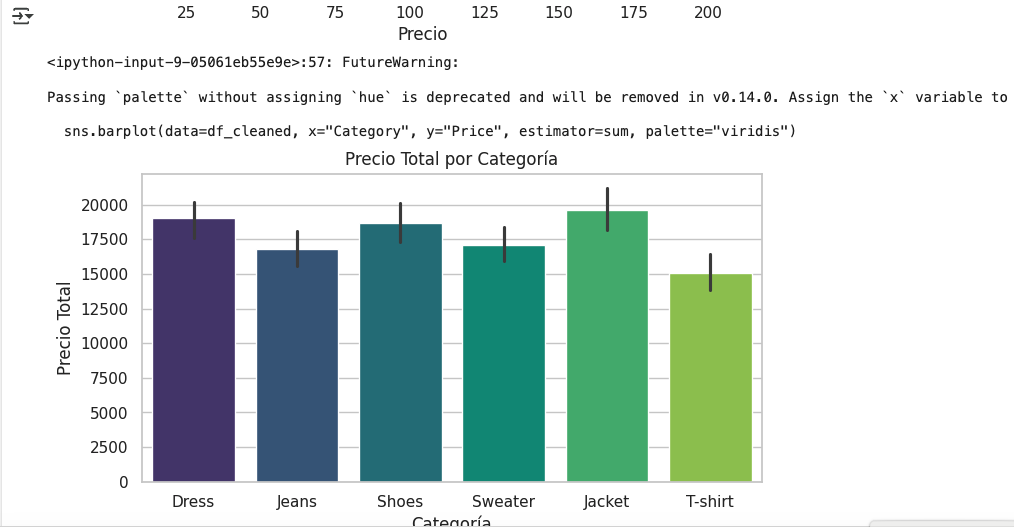 25 50 75 100 125 150 175 200
Precio
<ipython-input-9-05061eb55e9e>:57: FutureWarning:
Passing `palette` without assigning `hue` is deprecated and will be removed in v0.14.0. Assign the `x` variable to
sns.barplot(data=df_cleaned, x="Category", y="Price", estimator=sum, palette="viridis")
Precio Total por Categoría
Precio Total
20000
17500
15000
12500
10000
7500
5000
2500
0
Dress Jeans Shoes Sweater Jacket T-shirt
Categoría